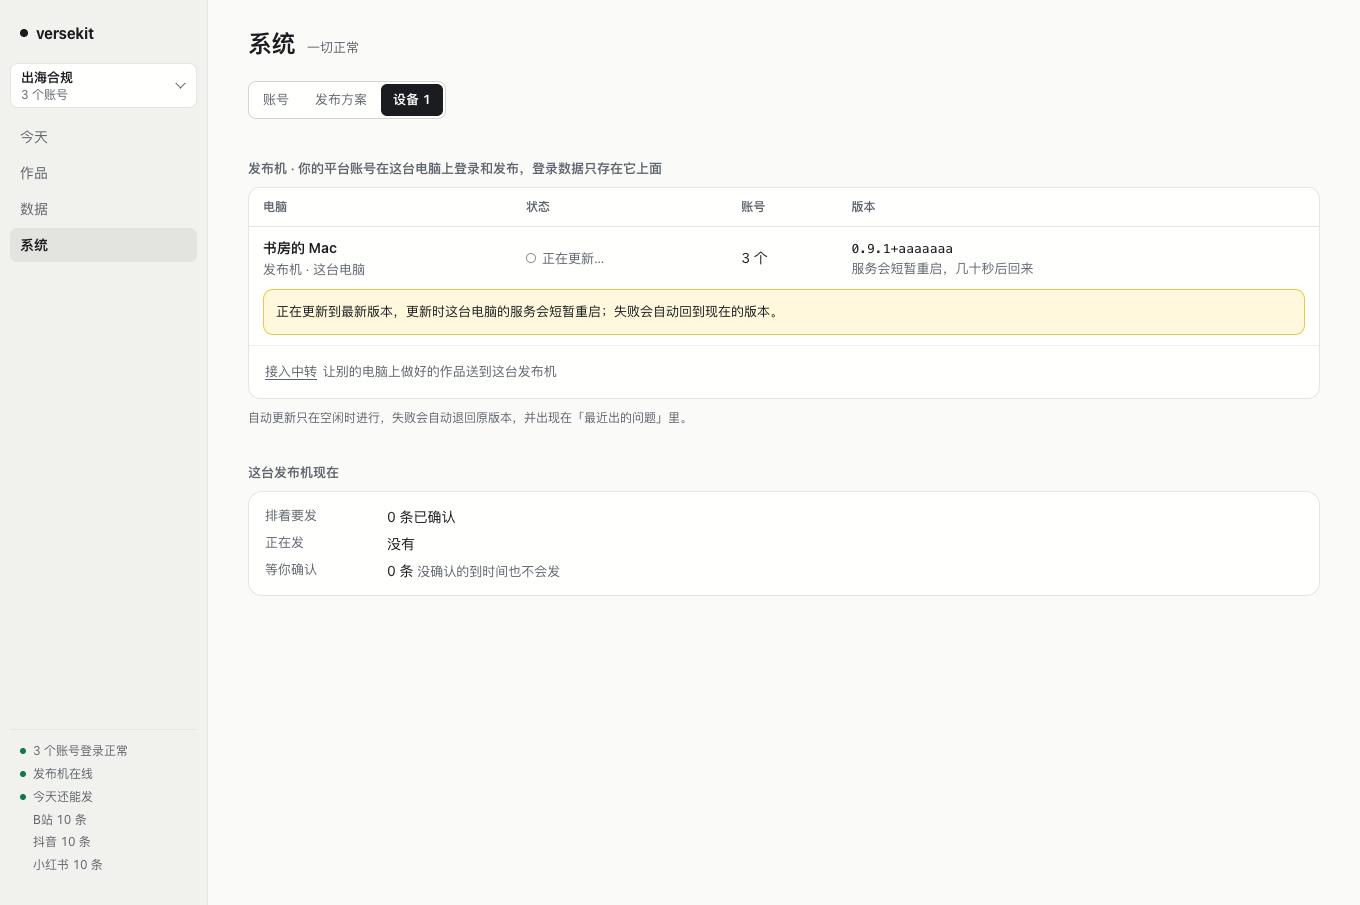 versekit
出海合规
3 个账号
今天
作品
数据
系统
3 个账号登录正常
发布机在线
今天还能发
B站 10 条
抖音 10 条
小红书 10 条
系统 一切正常
账号 发布方案 设备 1
发布机 · 你的平台账号在这台电脑上登录和发布，登录数据只存在它上面
电脑 状态 账号 版本
书房的 Mac
发布机 · 这台电脑
正在更新…
3 个
0.9.1+aaaaaaa
服务会短暂重启，几十秒后回来
正在更新到最新版本，更新时这台电脑的服务会短暂重启；失败会自动回到现在的版本。
接入中转 让别的电脑上做好的作品送到这台发布机
自动更新只在空闲时进行，失败会自动退回原版本，并出现在「最近出的问题」里。
这台发布机现在
排着要发 0 条已确认
正在发 没有
等你确认 0 条 没确认的到时间也不会发